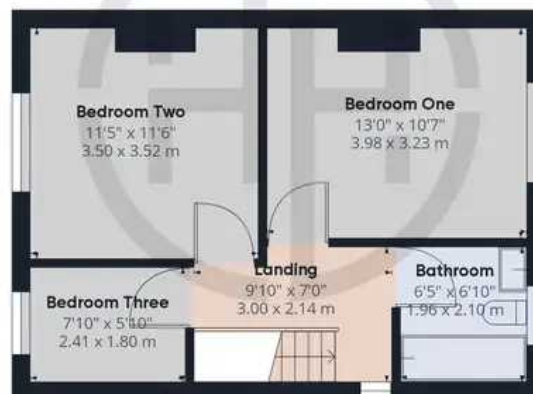 Bedroom Two
11'5" x 11'6"
3.50 x 3.52 m
Bedroom One
13'0" x 10'7"
3.98 x 3.23 m
Landing
9'10" x 7'0"
3.00 x 2.14 m
Bathroom
6'5" x 6'10"
1.96 x 2.10 m
Bedroom Three
7'10" x 5'10"
2.41 x 1.80 m